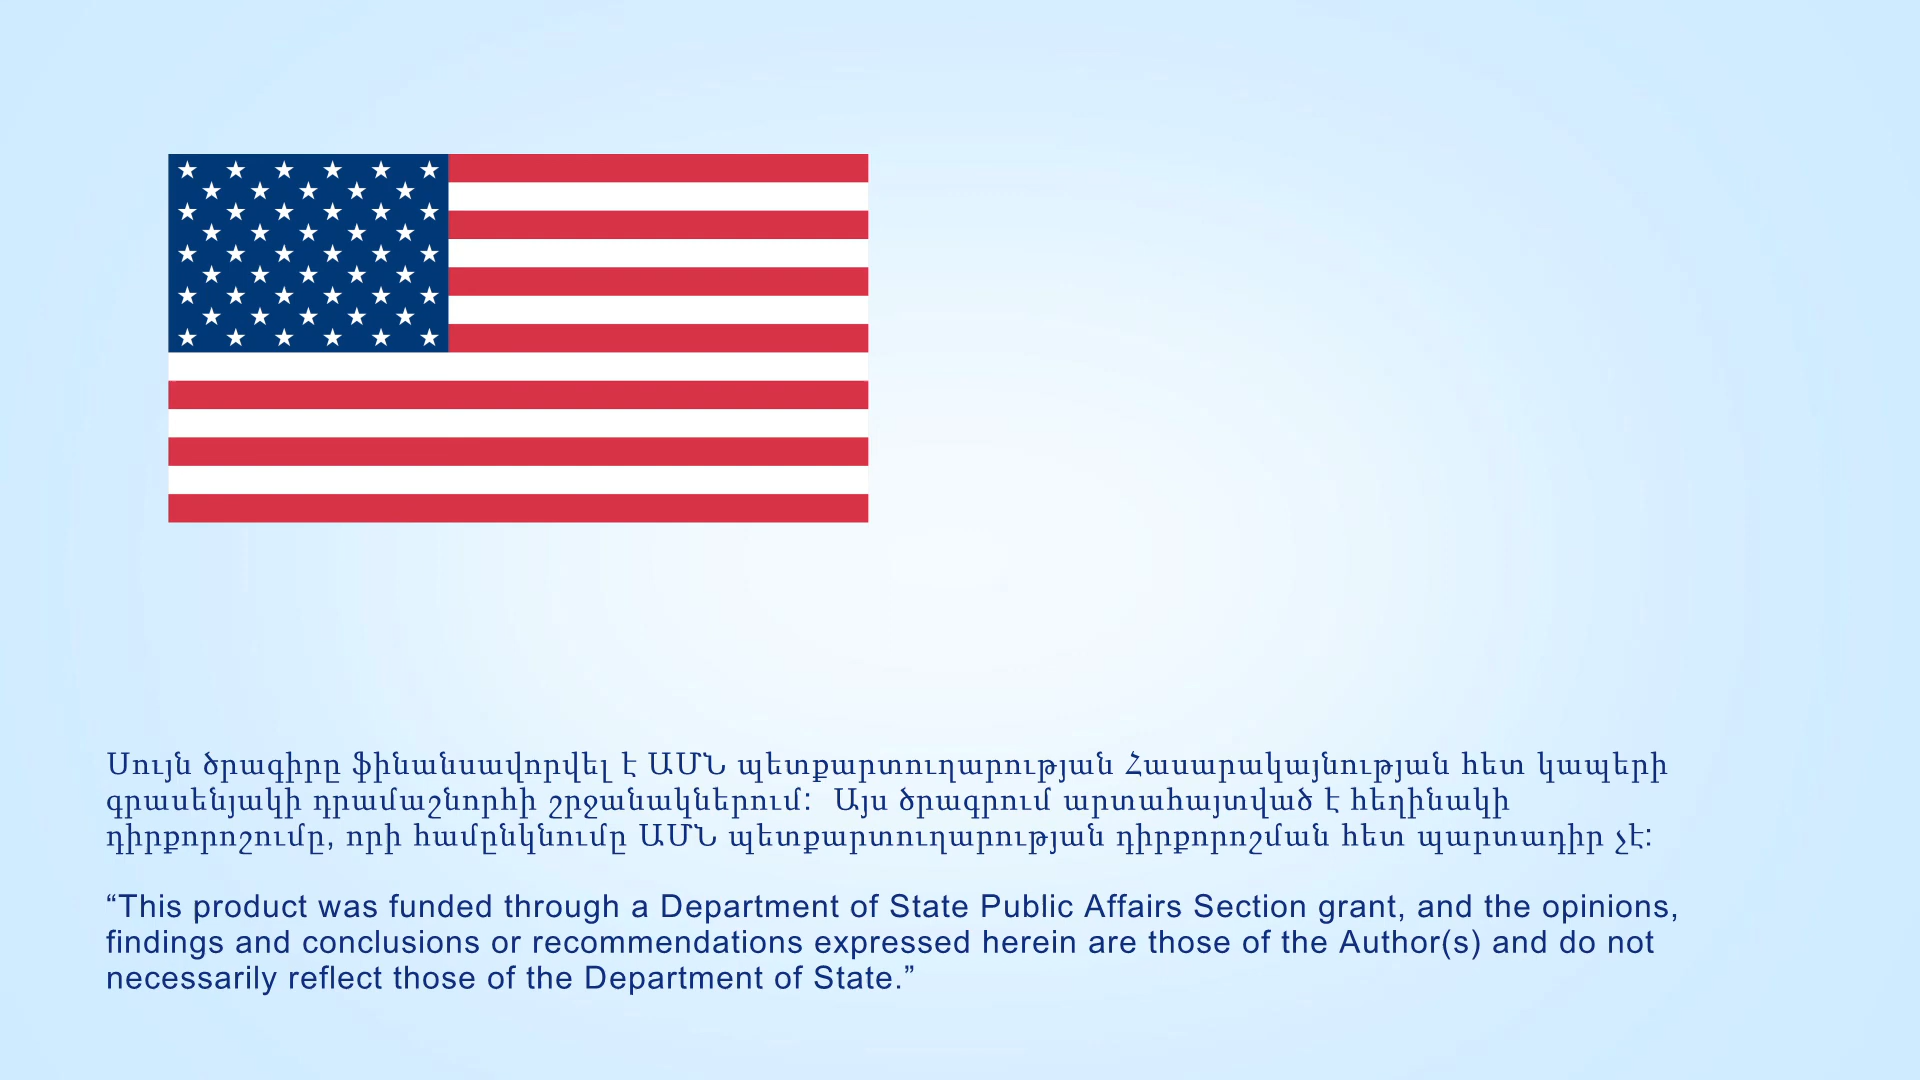 Սույն ծրագիրը ֆինանսավորվել է ԱՄՆ պետքարտուղարության Հասարակայնության հետ կապերի
գրասենյակի դրամաշնորհի շրջանակներում:  Այս ծրագրում արտահայտված է հեղինակի
դիրքորոշումը, որի համընկնումը ԱՄՆ պետքարտուղարության դիրքորոշման հետ պարտադիր չէ:
“This product was funded through a Department of State Public Affairs Section grant, and the opinions,
findings and conclusions or recommendations expressed herein are those of the Author(s) and do not
necessarily reflect those of the Department of State.”